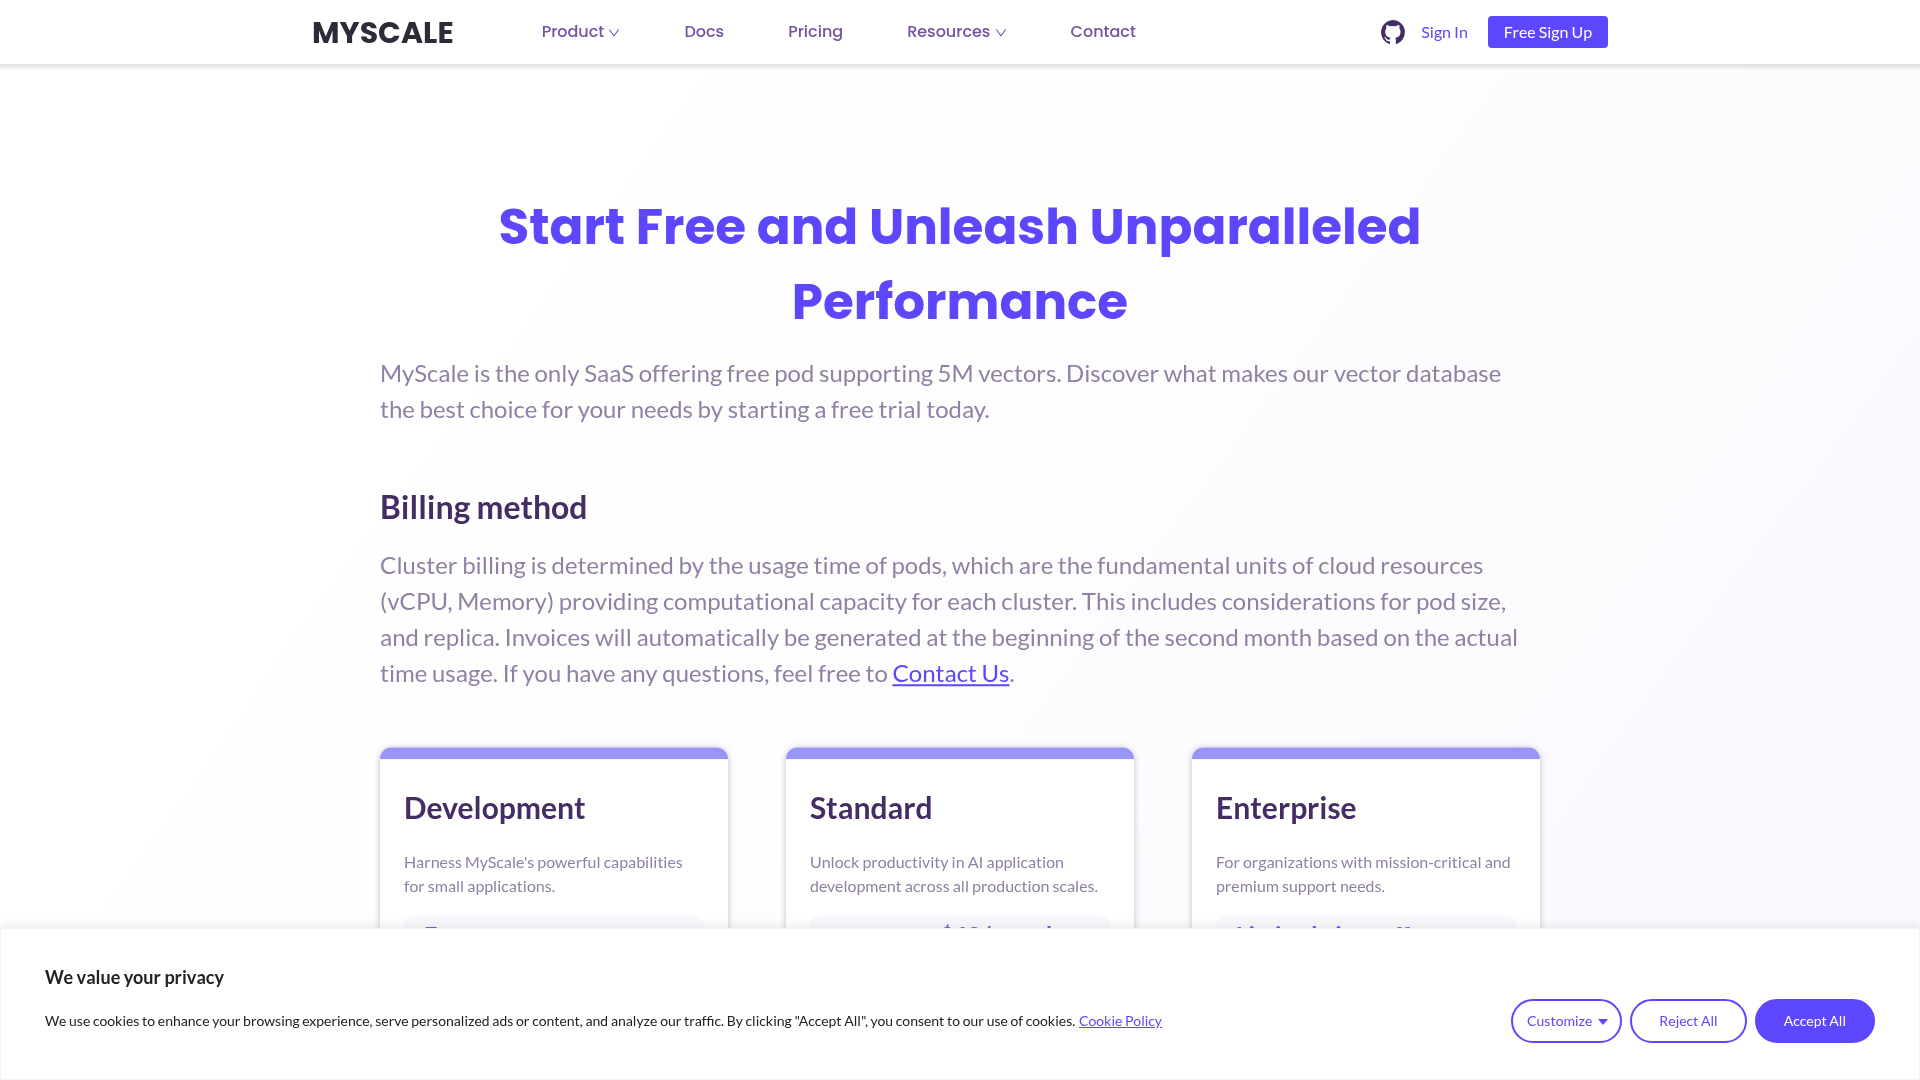 MYSCALE
Product
Docs
Pricing
Resources
Contact
Sign In
Free Sign Up
Start Free and Unleash Unparalleled
Performance
MyScale is the only SaaS offering free pod supporting 5M vectors. Discover what makes our vector database
the best choice for your needs by starting a free trial today.
Billing method
Cluster billing is determined by the usage time of pods, which are the fundamental units of cloud resources
(vCPU, Memory) providing computational capacity for each cluster. This includes considerations for pod size,
and replica. Invoices will automatically be generated at the beginning of the second month based on the actual
time usage. If you have any questions, feel free to Contact Us.
Development
Harness MyScale's powerful capabilities
for small applications.
Standard
Unlock productivity in AI application
development across all production scales.
Enterprise
For organizations with mission-critical and
premium support needs.
We value your privacy
We use cookies to enhance your browsing experience, serve personalized ads or content, and analyze our traffic. By clicking "Accept All", you consent to our use of cookies. Cookie Policy
Customize
Reject All
Accept All